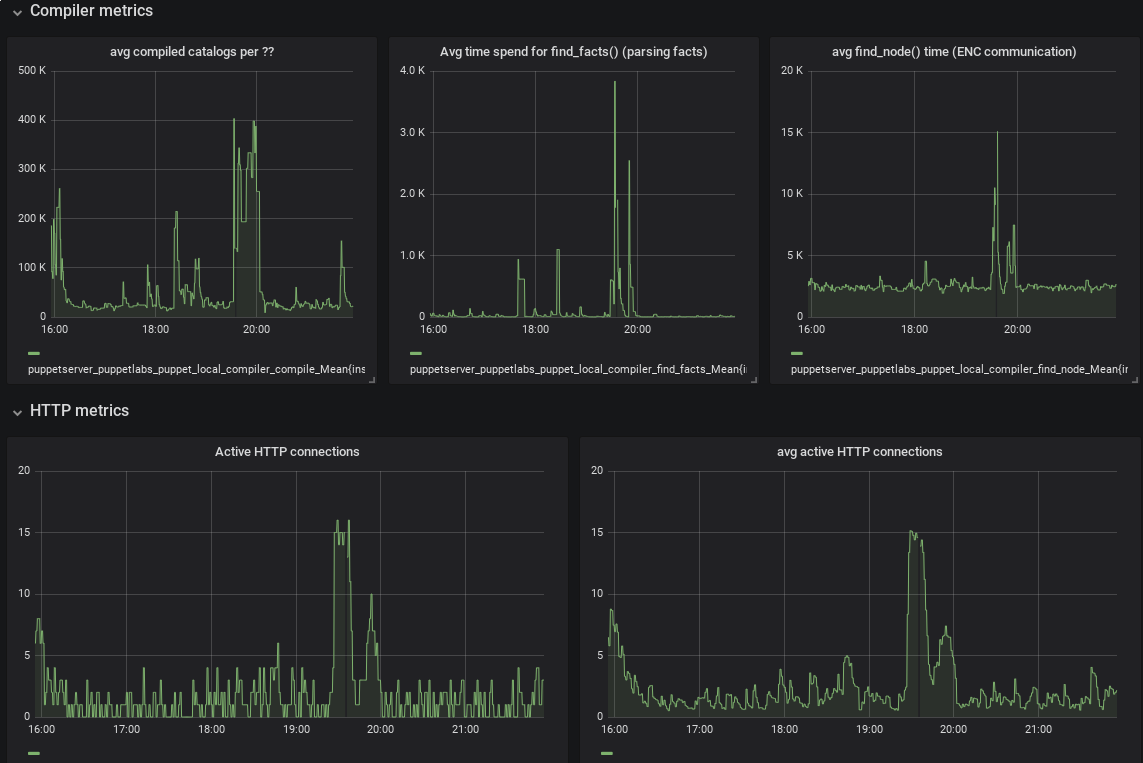 Compiler metrics
avg compiled catalogs per ??
500 K
400 K
300 K
200 K
100 K
0
16:00 18:00 20:00
puppetserver_puppetlabs_puppet_local_compiler_compile_Mean{ins
Avg time spend for find_facts() (parsing facts)
4.0 K
3.0 K
2.0 K
1.0 K
0
16:00 18:00 20:00
puppetserver_puppetlabs_puppet_local_compiler_find_facts_Mean{i
avg find_node() time (ENC communication)
20 K
15 K
10 K
5 K
0
16:00 18:00 20:00
puppetserver_puppetlabs_puppet_local_compiler_find_node_Mean{in
HTTP metrics
Active HTTP connections
20
15
10
5
0
16:00 17:00 18:00 19:00 20:00 21:00
avg active HTTP connections
20
15
10
5
0
16:00 17:00 18:00 19:00 20:00 21:00